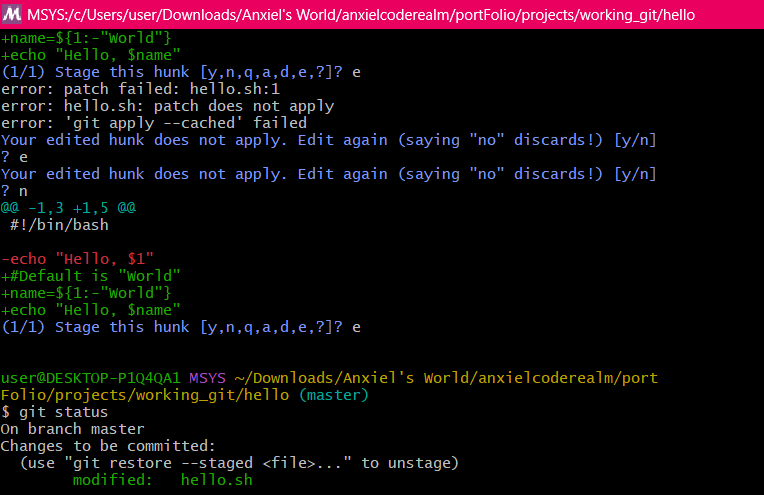 MSYS:/c/Users/user/Downloads/Anxiel's World/anxielcoderealm/portFolio/projects/working_git/hello
+name=${1:-"World"}
+echo "Hello, $name"
(1/1) Stage this hunk [y,n,q,a,d,e,?]? e
error: patch failed: hello.sh:1
error: hello.sh: patch does not apply
error: 'git apply --cached' failed
Your edited hunk does not apply. Edit again (saying "no" discards!) [y/n]
? e
Your edited hunk does not apply. Edit again (saying "no" discards!) [y/n]
? n
@@ -1,3 +1,5 @@
 #!/bin/bash
-echo "Hello, $1"
+#Default is "World"
+name=${1:-"World"}
+echo "Hello, $name"
(1/1) Stage this hunk [y,n,q,a,d,e,?]? e
user@DESKTOP-P1Q4QA1 MSYS ~/Downloads/Anxiel's World/anxielcoderealm/port
Folio/projects/working_git/hello (master)
$ git status
On branch master
Changes to be committed:
  (use "git restore --staged <file>..." to unstage)
        modified:   hello.sh